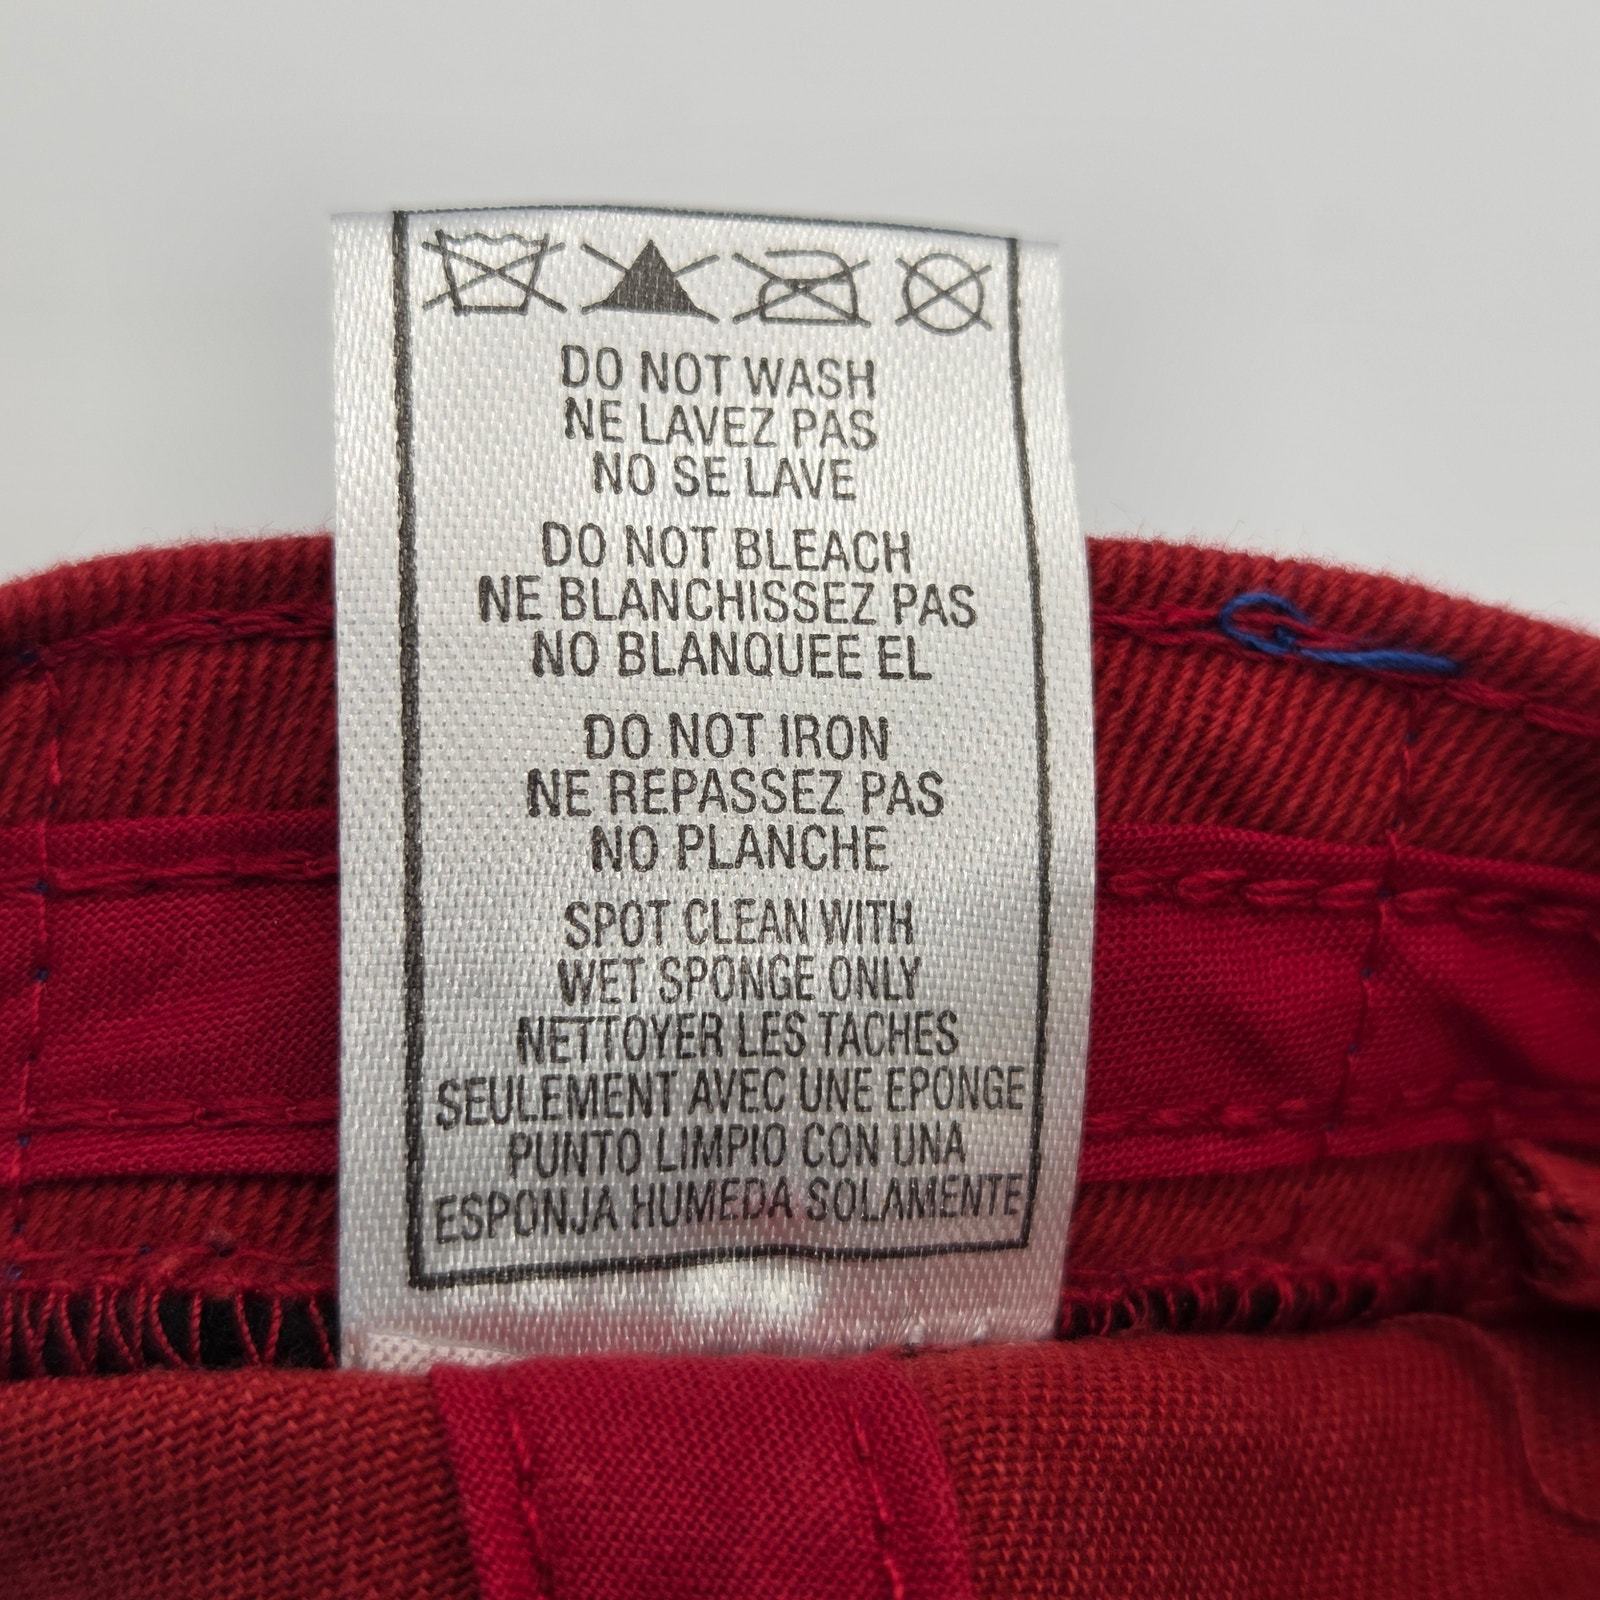 DO NOT WASH
NE LAVEZ PAS
NO SE LAVE
DO NOT BLEACH
NE BLANCHISSEZ PAS
NO BLANQUEE EL
DO NOT IRON
NE REPASSEZ PAS
NO PLANCHE
SPOT CLEAN WITH
WET SPONGE ONLY
NETTOYER LES TACHES
SEULEMENT AVEC UNE EPONGE
PUNTO LIMPIO CON UNA
ESPONJA HUMEDA SOLAMENTE